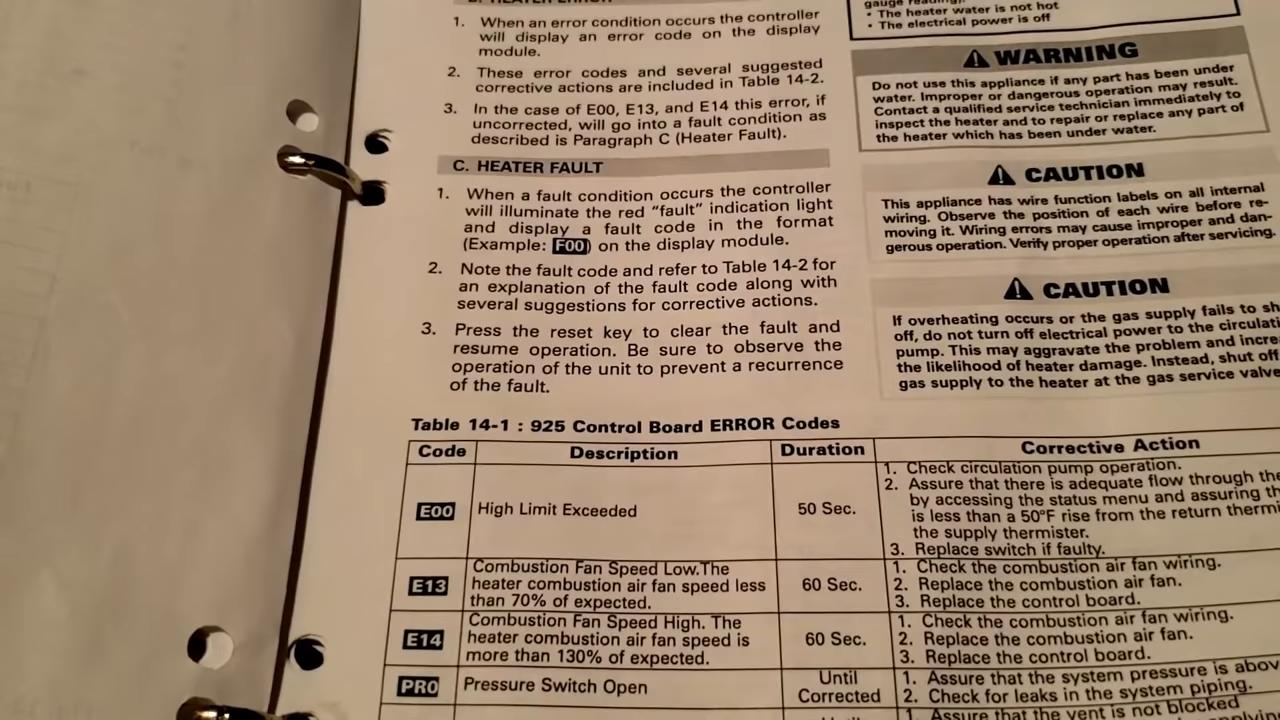 B. HEATER ERROR
1. When an error condition occurs the controller
will display an error code on the display
module.
2. These error codes and several suggested
corrective actions are included in Table 14-2.
3. In the case of E00, E13, and E14 this error, if
uncorrected, will go into a fault condition as
described is Paragraph C (Heater Fault).
C. HEATER FAULT
1. When a fault condition occurs the controller
will illuminate the red "fault" indication light
and display a fault code in the format
(Example: F00) on the display module.
2. Note the fault code and refer to Table 14-2 for
an explanation of the fault code along with
several suggestions for corrective actions.
3. Press the reset key to clear the fault and
resume operation. Be sure to observe the
operation of the unit to prevent a recurrence
of the fault.
gauge reading).
• The heater water is not hot
• The electrical power is off
WARNING
Do not use this appliance if any part has been under
water. Improper or dangerous operation may result.
Contact a qualified service technician immediately to
inspect the heater and to repair or replace any part of
the heater which has been under water.
CAUTION
This appliance has wire function labels on all internal
wiring. Observe the position of each wire before re-
moving it. Wiring errors may cause improper and dan-
gerous operation. Verify proper operation after servicing.
CAUTION
If overheating occurs or the gas supply fails to sh
off, do not turn off electrical power to the circulati
pump. This may aggravate the problem and incre
the likelihood of heater damage. Instead, shut off
gas supply to the heater at the gas service valve
Table 14-1 : 925 Control Board ERROR Codes
Code Description Duration Corrective Action
E00 High Limit Exceeded 50 Sec.
1. Check circulation pump operation.
2. Assure that there is adequate flow through the
by accessing the status menu and assuring th
is less than a 50°F rise from the return thermi
the supply thermister.
3. Replace switch if faulty.
E13
Combustion Fan Speed Low.The
heater combustion air fan speed less
than 70% of expected.
60 Sec.
1. Check the combustion air fan wiring.
2. Replace the combustion air fan.
3. Replace the control board.
E14
Combustion Fan Speed High. The
heater combustion air fan speed is
more than 130% of expected.
60 Sec.
1. Check the combustion air fan wiring.
2. Replace the combustion air fan.
3. Replace the control board.
PRO Pressure Switch Open
Until
Corrected
1. Assure that the system pressure is abov
2. Check for leaks in the system piping.
Until
1. Assure that the vent is not blocked